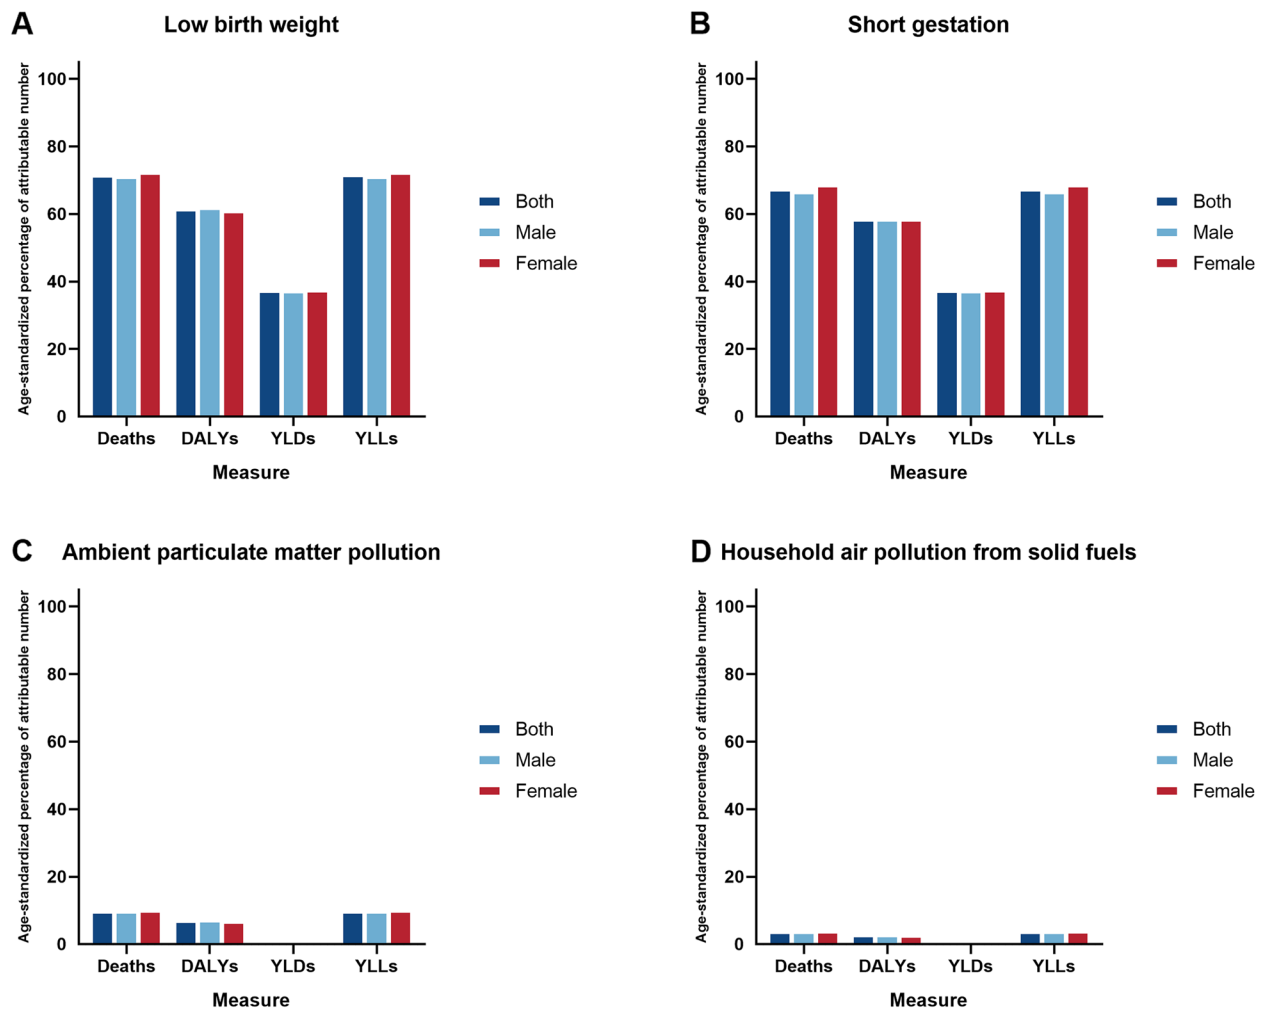 A Low birth weight
Age-standardized percentage of attributable number
100
80
60
40
20
0
Deaths DALYs YLDs YLLs
Measure
Both
Male
Female
B Short gestation
Age-standardized percentage of attributable number
100
80
60
40
20
0
Deaths DALYs YLDs YLLs
Measure
Both
Male
Female
C Ambient particulate matter pollution
Age-standardized percentage of attributable number
100
80
60
40
20
0
Deaths DALYs YLDs YLLs
Measure
Both
Male
Female
D Household air pollution from solid fuels
Age-standardized percentage of attributable number
100
80
60
40
20
0
Deaths DALYs YLDs YLLs
Measure
Both
Male
Female